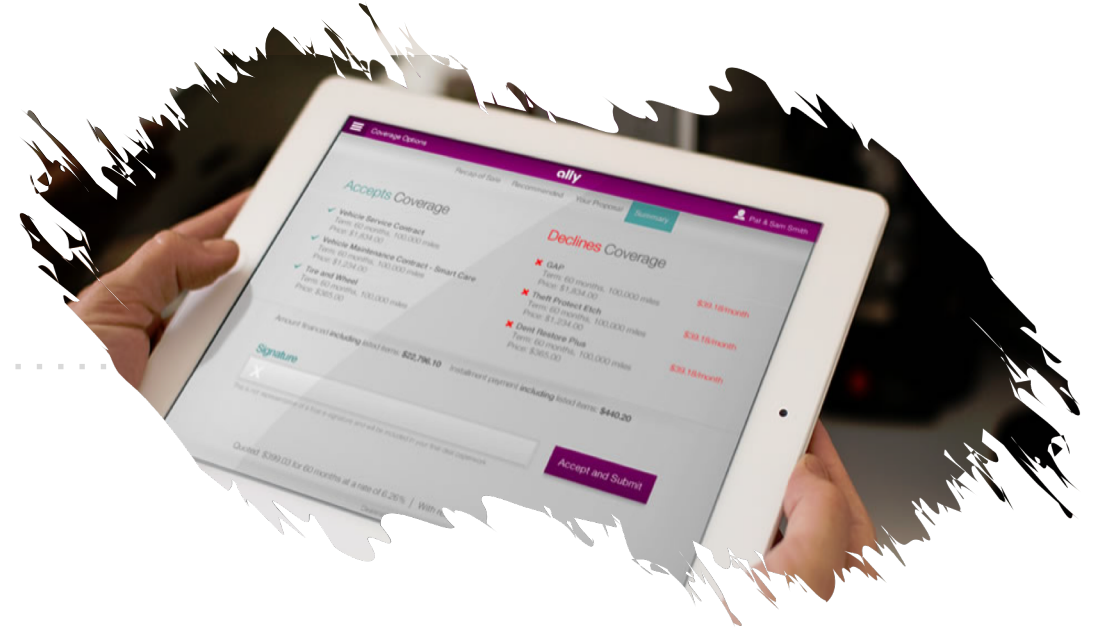 Coverage Options
ally
Pat & Sam Smith
Recap of Sale
Recommended
Your Proposal
Summary
Accepts Coverage
Vehicle Service Contract
Term: 60 months, 100,000 miles
Price: $1,834.00
Vehicle Maintenance Contract - Smart Care
Term: 60 months, 100,000 miles
Price: $1,234.00
Tire and Wheel
Term: 60 months, 100,000 miles
Price: $365.00
Declines Coverage
GAP
Term: 60 months, 100,000 miles
Price: $1,834.00
$39.18/month
Theft Protect Etch
Term: 60 months, 100,000 miles
Price: $1,234.00
$39.18/month
Dent Restore Plus
Term: 60 months, 100,000 miles
Price: $365.00
$39.18/month
Amount financed including listed items: $22,796.10 Installment payment including listed items: $440.20
Signature
X
Accept and Submit
Quoted: $399.03 for 60 months at a rate of 6.26% | With